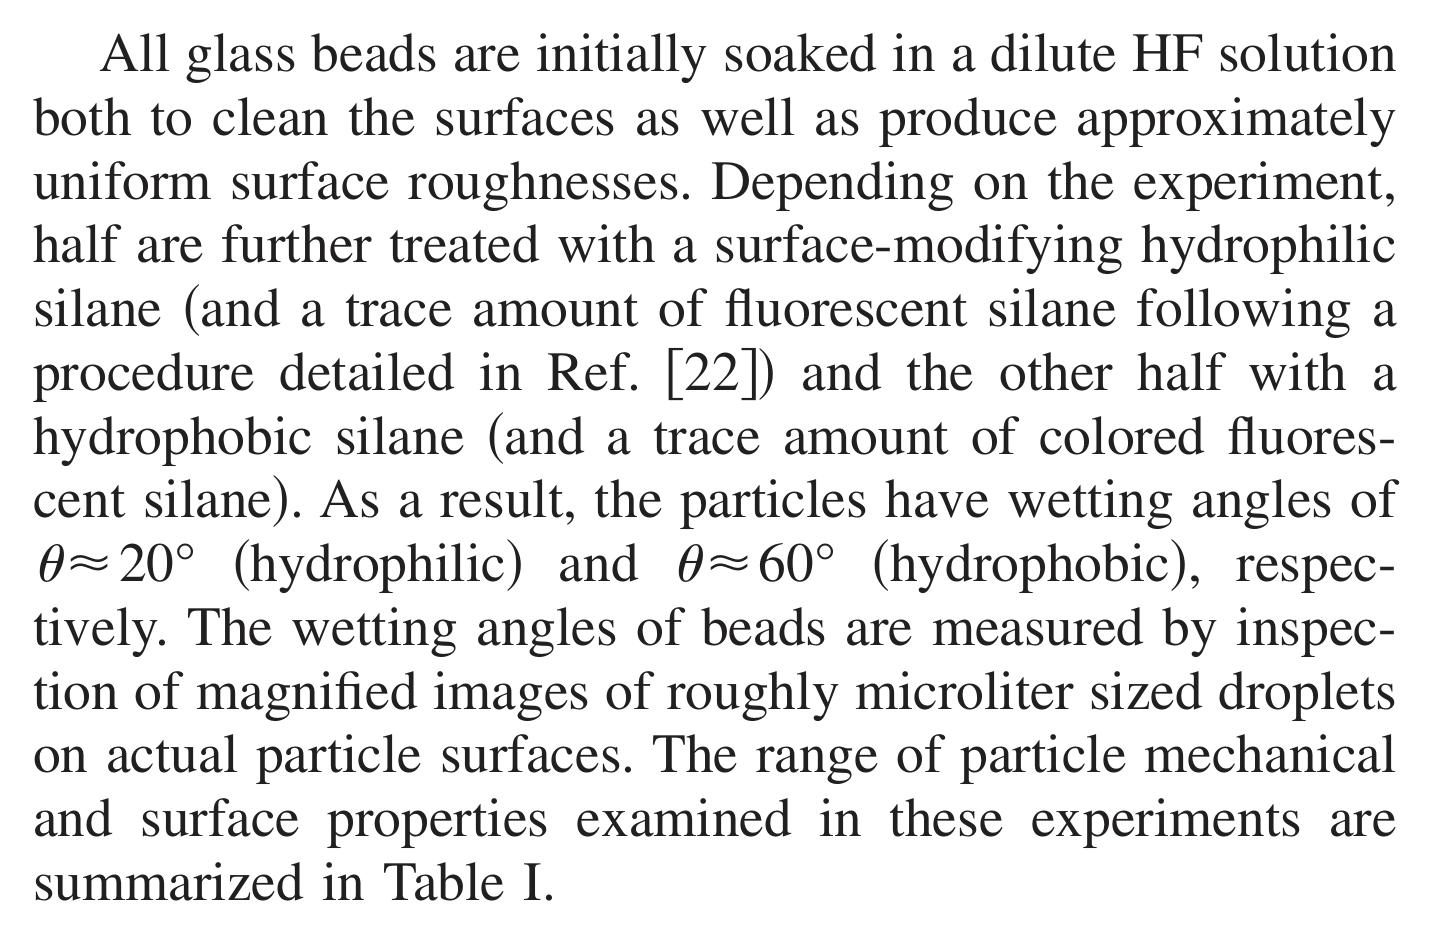 All glass beads are initially soaked in a dilute HF solution
both to clean the surfaces as well as produce approximately
uniform surface roughnesses. Depending on the experiment,
half are further treated with a surface-modifying hydrophilic
silane (and a trace amount of fluorescent silane following a
procedure detailed in Ref. [22]) and the other half with a
hydrophobic silane (and a trace amount of colored fluores-
cent silane). As a result, the particles have wetting angles of
θ≈20° (hydrophilic) and θ≈60° (hydrophobic), respec-
tively. The wetting angles of beads are measured by inspec-
tion of magnified images of roughly microliter sized droplets
on actual particle surfaces. The range of particle mechanical
and surface properties examined in these experiments are
summarized in Table I.